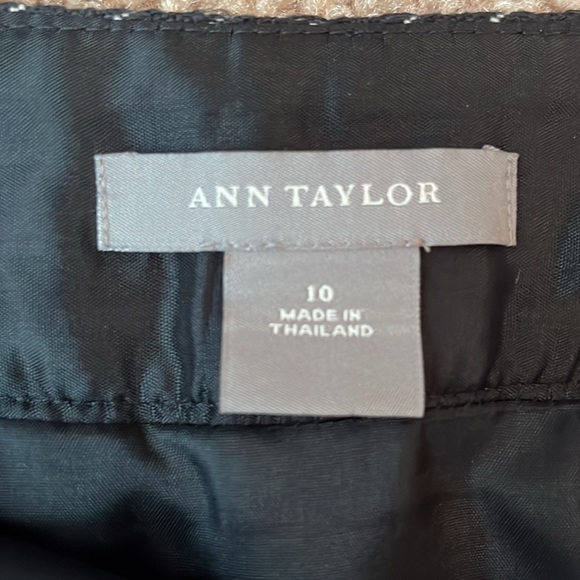 ANN TAYLOR
10
MADE IN
THAILAND